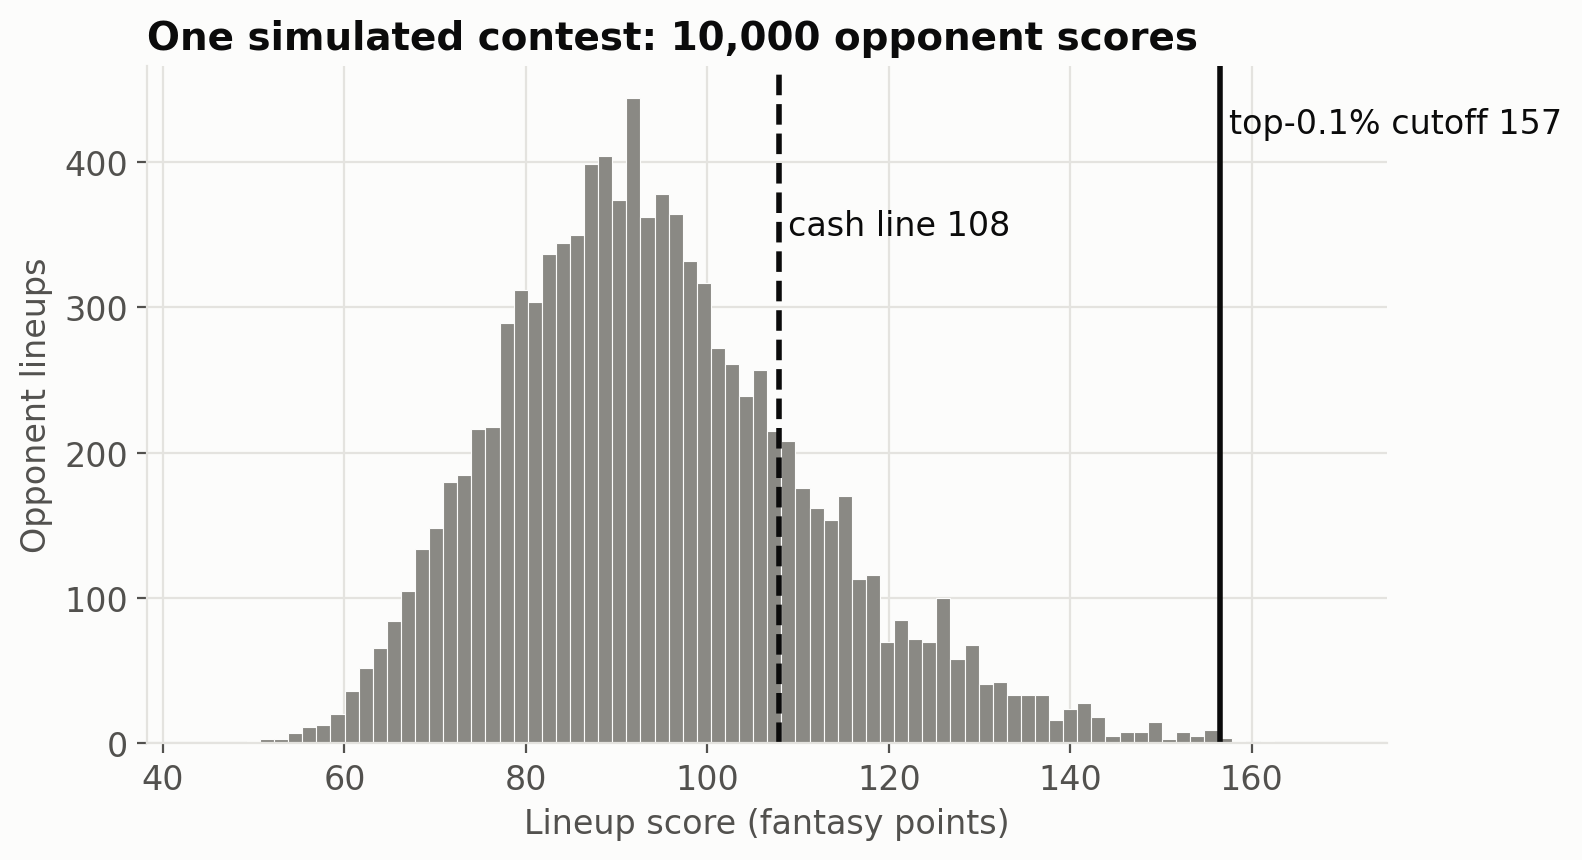 One simulated contest: 10,000 opponent scores
top-0.1% cutoff 157
cash line 108
Opponent lineups
400
300
200
100
0
40 60 80 100 120 140 160
Lineup score (fantasy points)